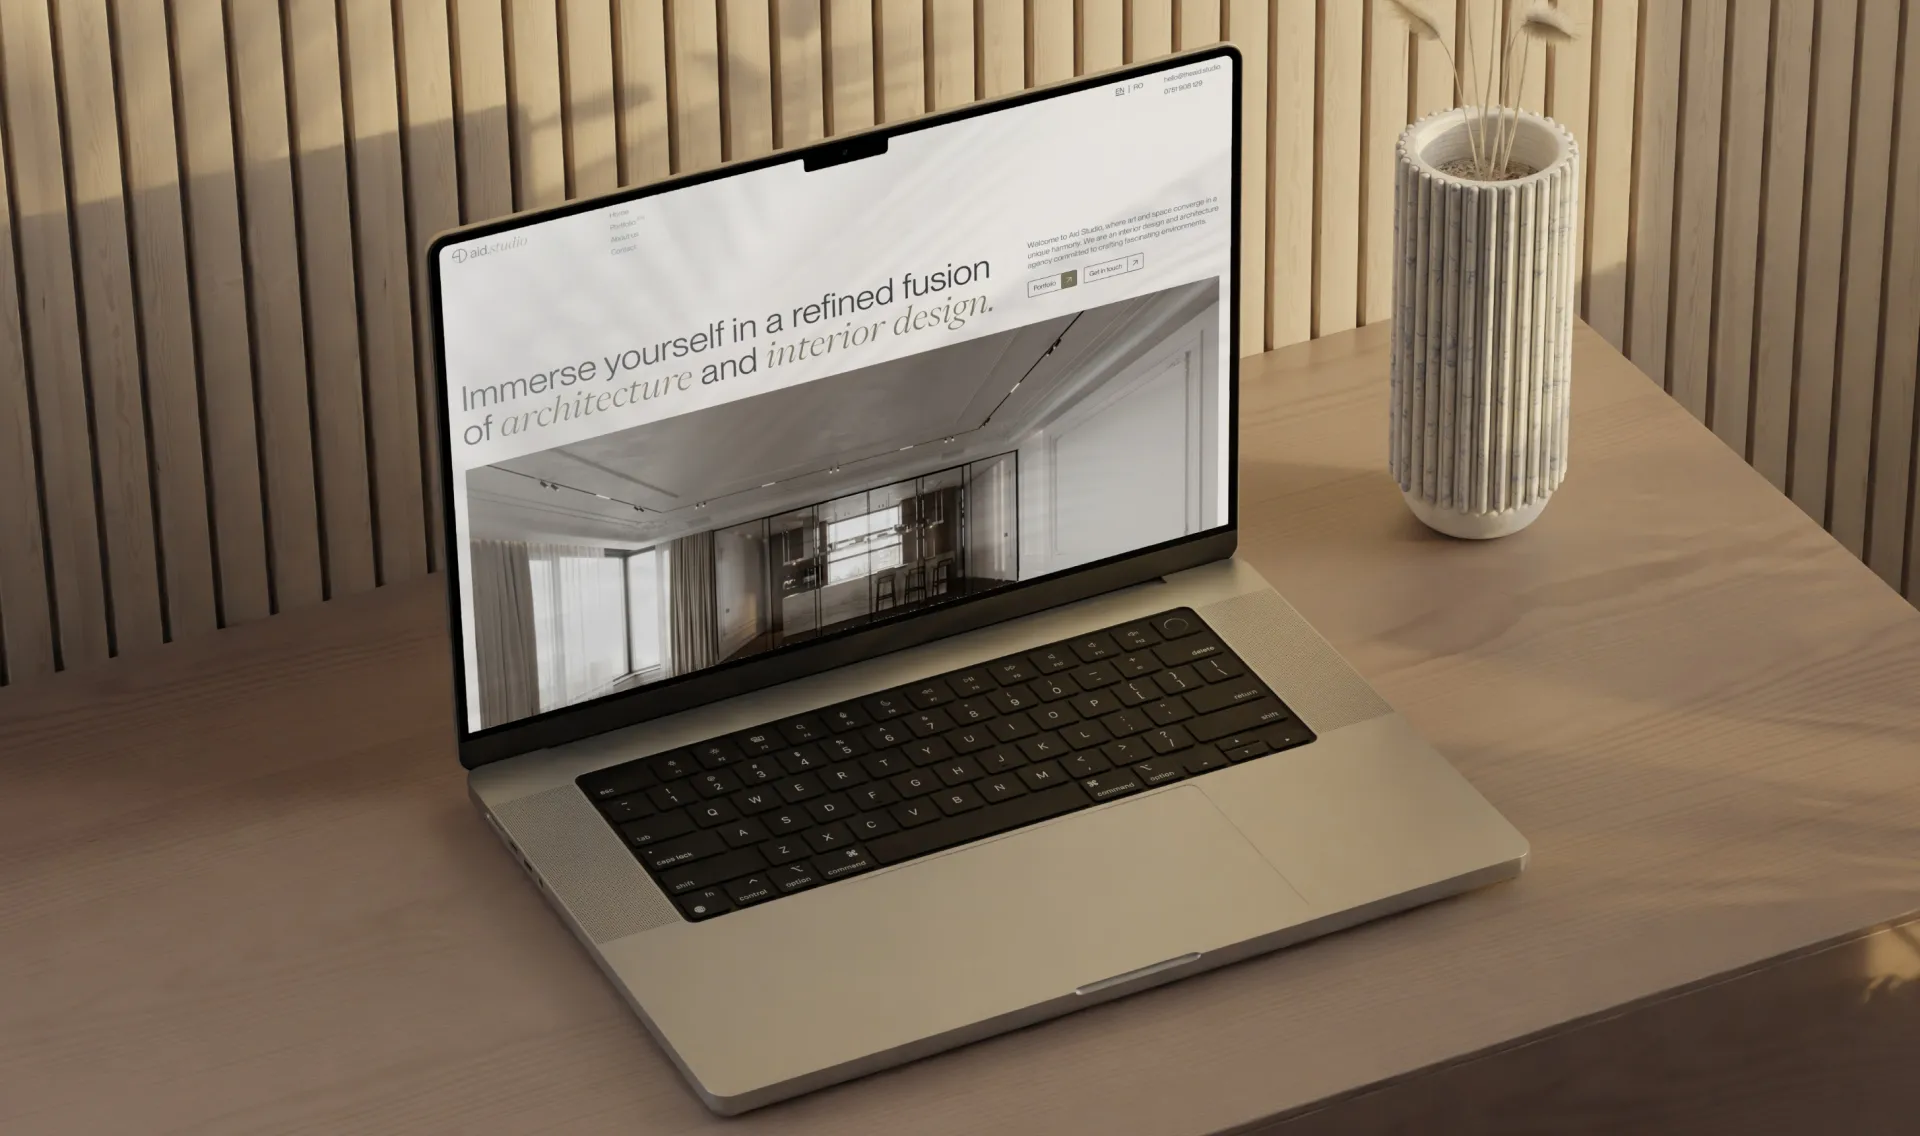 aid.studio
Home
Portfolio
About us
Contact
EN | RO
hello@theaid.studio
0751 908 129
Immerse yourself in a refined fusion
of architecture and interior design.
Welcome to Aid Studio, where art and space converge in a
unique harmony. We are an interior design and architecture
agency committed to crafting fascinating environments.
Portfolio
Get in touch
esc
delete
tab
Q W E R T Y U I O P
return
caps lock
A S D F G H J K L
shift
Z X C V B N M
shift
fn
control
option
command
command
option